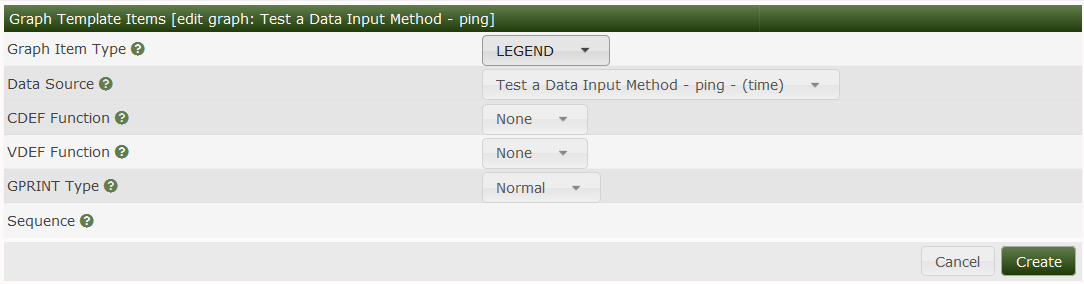 Graph Template Items [edit graph: Test a Data Input Method - ping]
Graph Item Type LEGEND
Data Source Test a Data Input Method - ping - (time)
CDEF Function None
VDEF Function None
GPRINT Type Normal
Sequence
Cancel Create